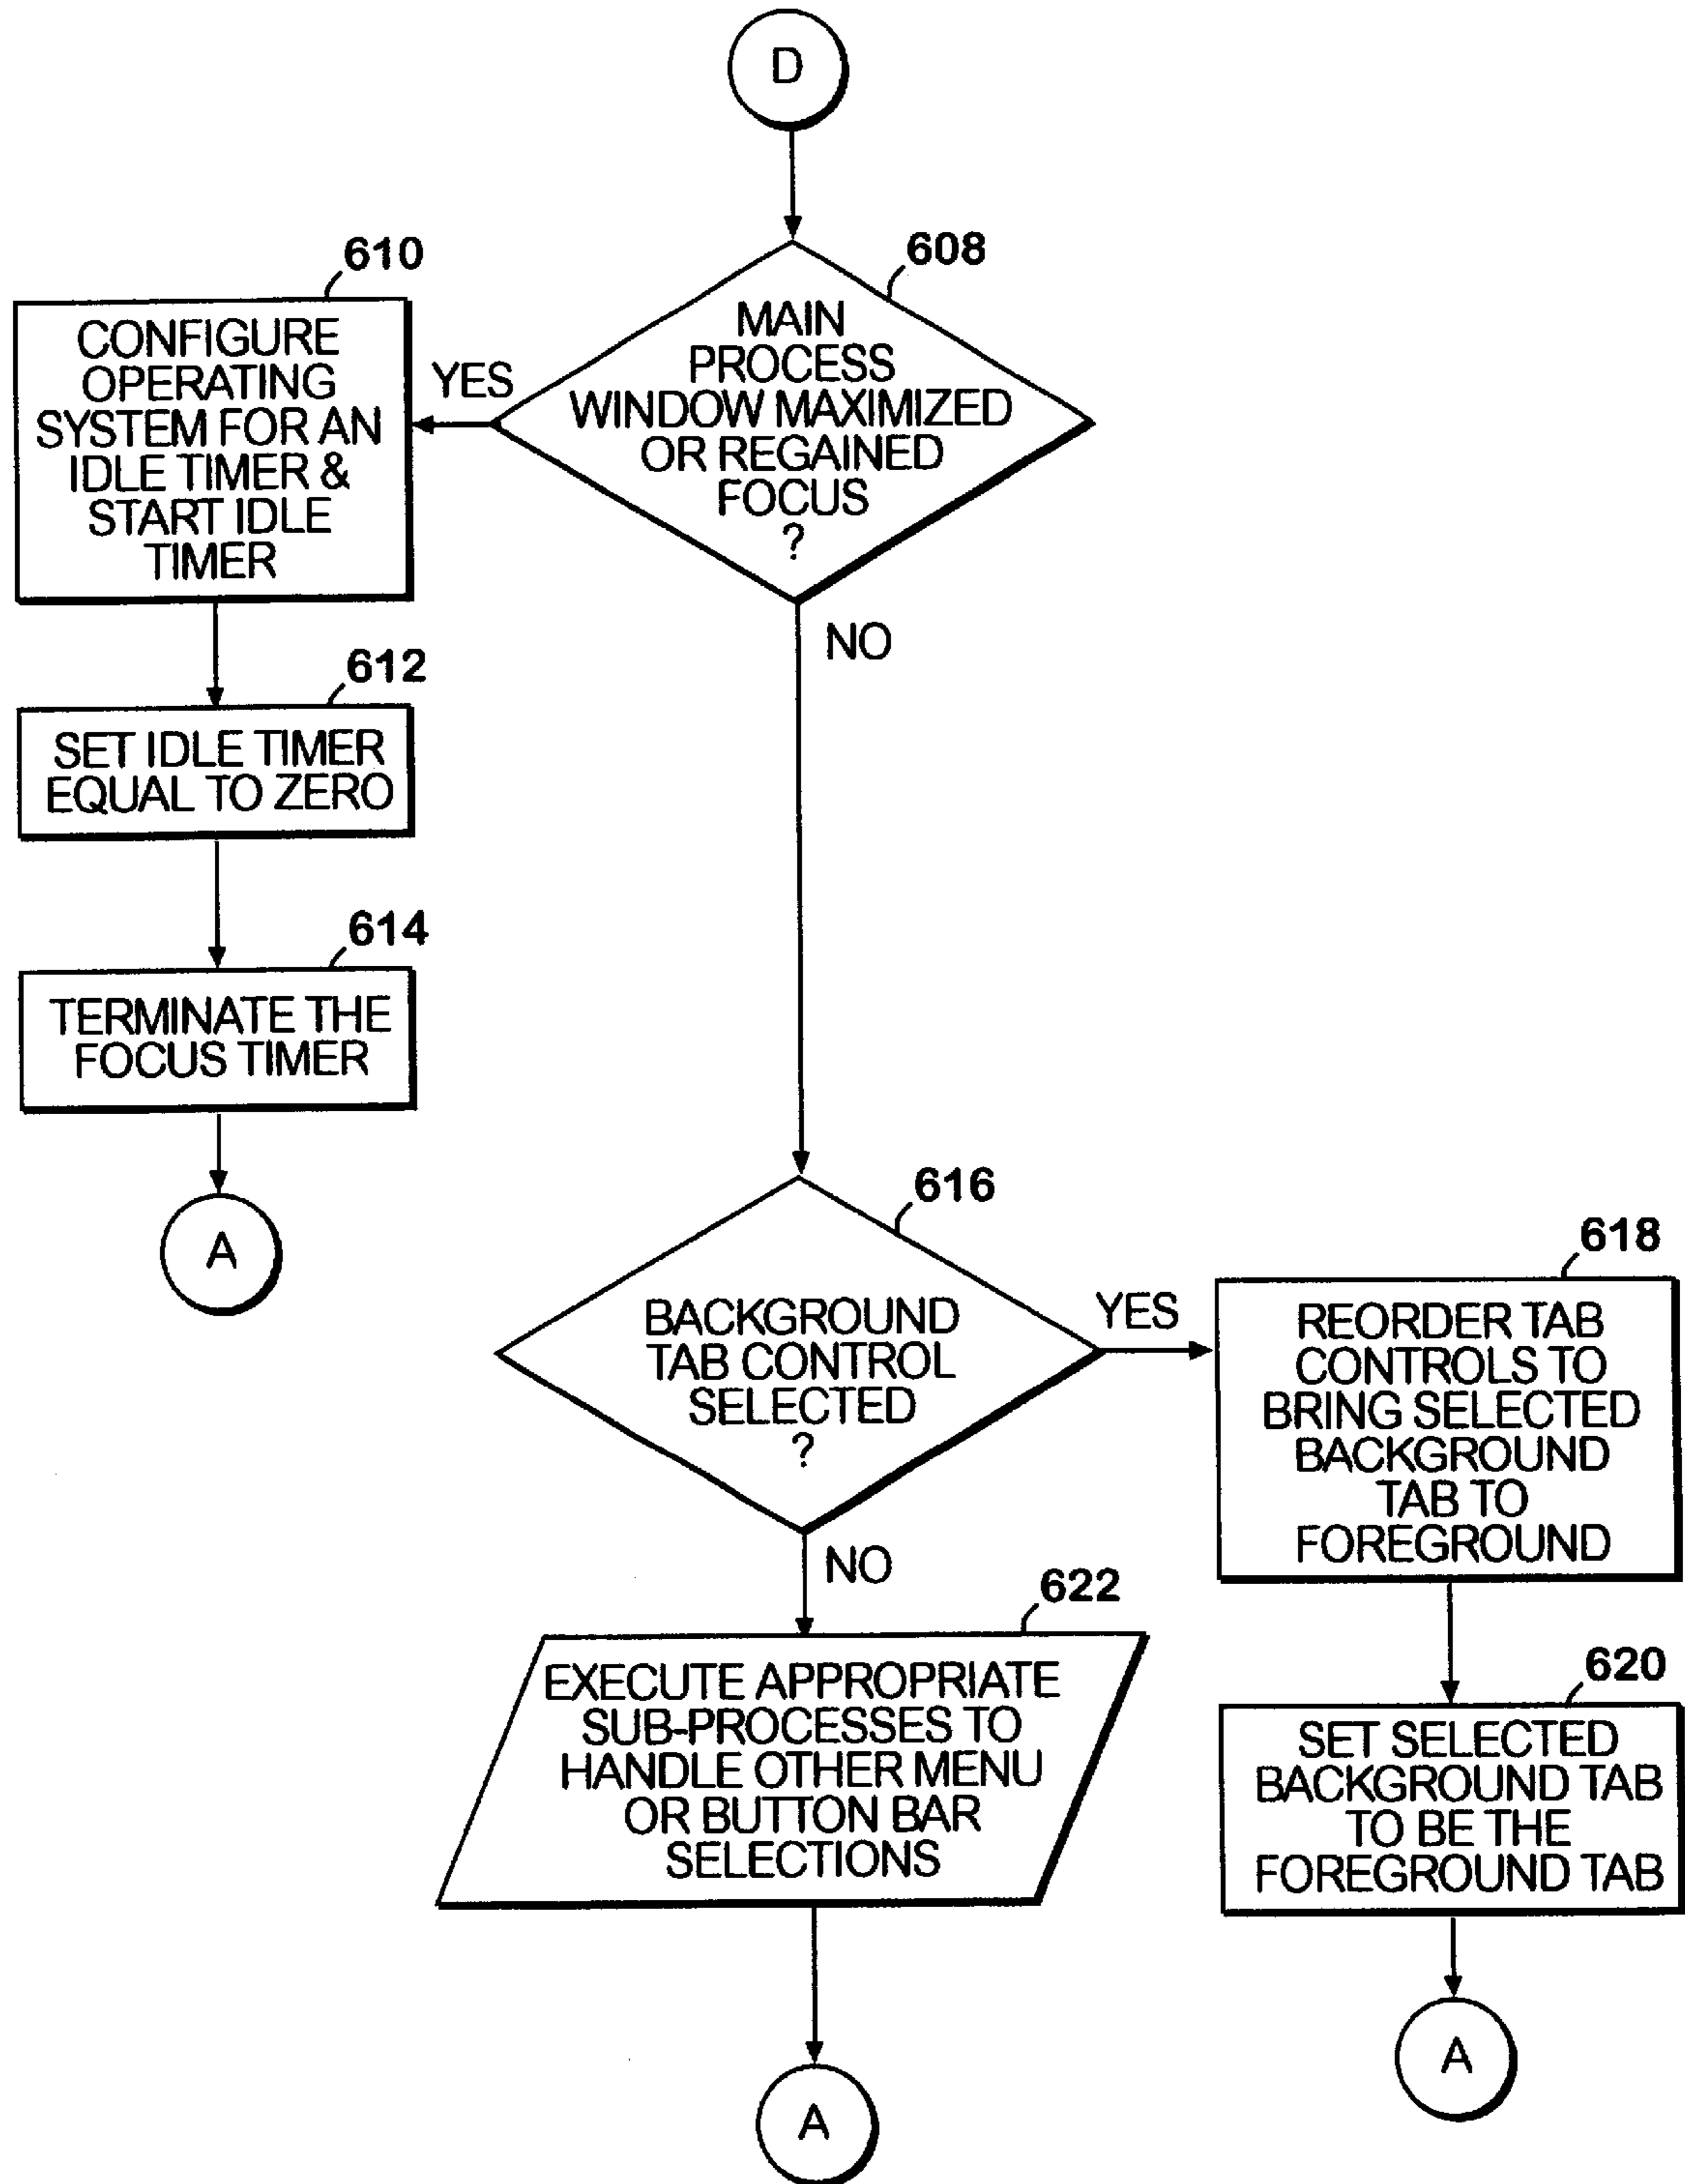 D
608
MAIN
PROCESS
WINDOW MAXIMIZED
OR REGAINED
FOCUS
?
YES
NO
610
CONFIGURE
OPERATING
SYSTEM FOR AN
IDLE TIMER &
START IDLE
TIMER
612
SET IDLE TIMER
EQUAL TO ZERO
614
TERMINATE THE
FOCUS TIMER
A
616
BACKGROUND
TAB CONTROL
SELECTED
?
YES
NO
618
REORDER TAB
CONTROLS TO
BRING SELECTED
BACKGROUND
TAB TO
FOREGROUND
620
SET SELECTED
BACKGROUND TAB
TO BE THE
FOREGROUND TAB
A
622
EXECUTE APPROPRIATE
SUB-PROCESSES TO
HANDLE OTHER MENU
OR BUTTON BAR
SELECTIONS
A